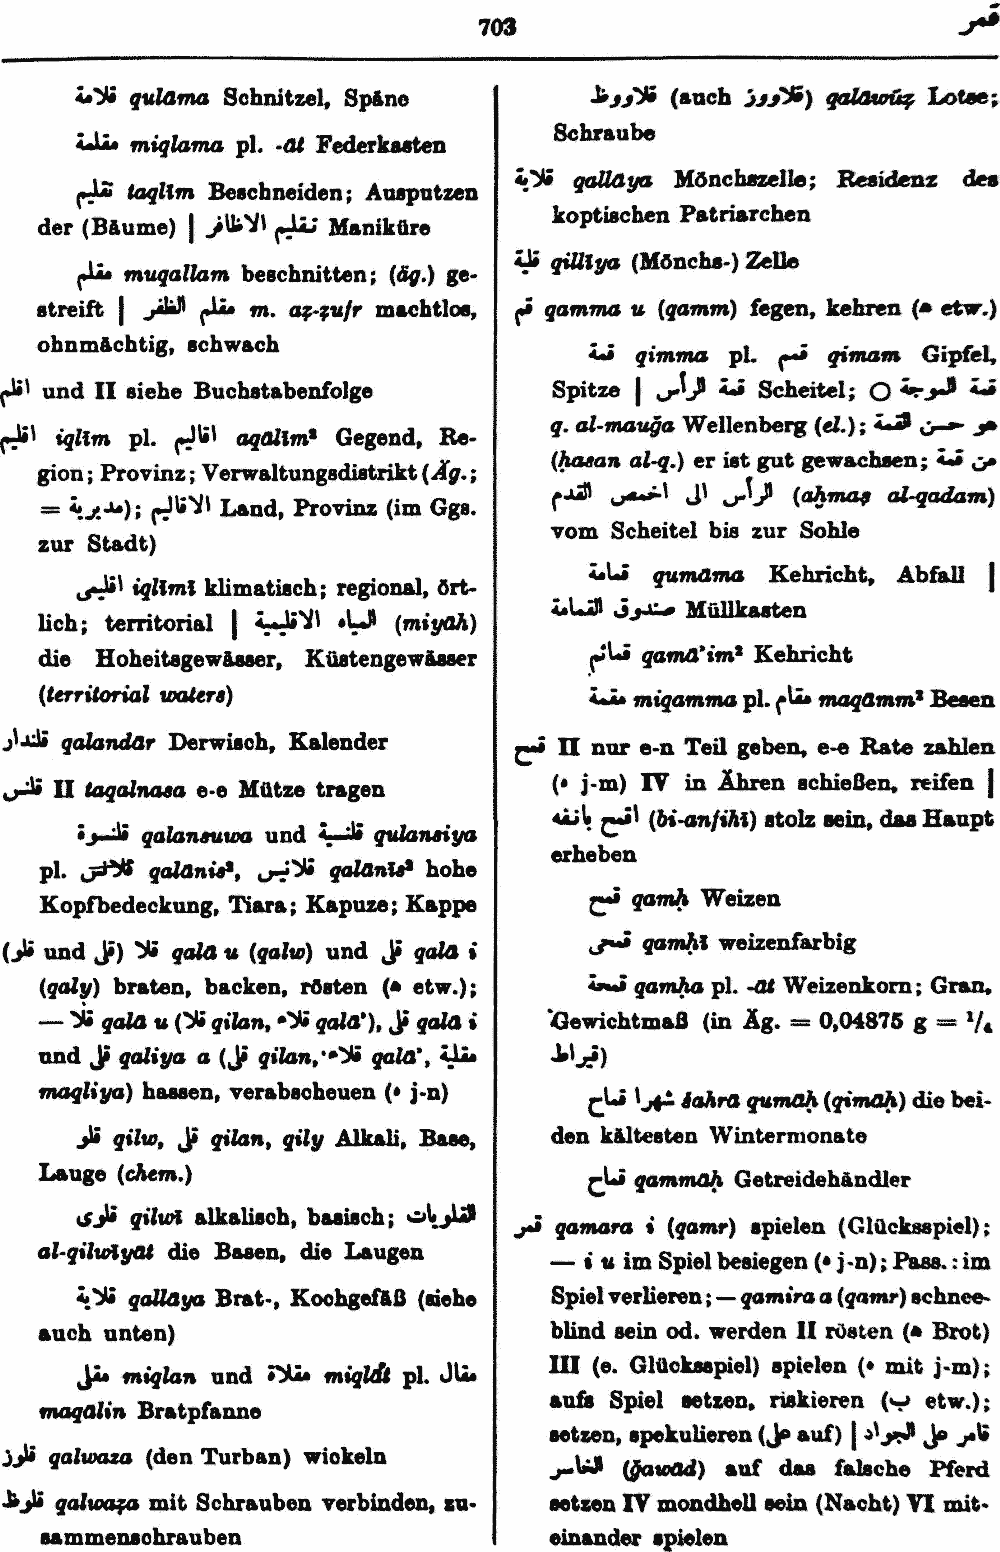 703
قمر
قلامة qulāma Schnitzel, Späne
مقلمة miqlama pl. -āt Federkasten
تقليم taqlīm Beschneiden; Ausputzen
der (Bäume) | تقليم الاظافر Maniküre
مقلم muqallam beschnitten; (äg.) ge-
streift | مقلم الظفر m. aẓ-ẓufr machtlos,
ohnmächtig, schwach
اقلم und II siehe Buchstabenfolge
اقليم iqlīm pl. اقاليم aqālīm² Gegend, Re-
gion; Provinz; Verwaltungsdistrikt (Äg.;
= مديرية); الاقاليم Land, Provinz (im Ggs.
zur Stadt)
اقليمى iqlīmī klimatisch; regional, ört-
lich; territorial | المياه الاقليمية (miyāh)
die Hoheitsgewässer, Küstengewässer
(territorial waters)
قلندار qalandār Derwisch, Kalender
قلنس II taqalnasa e-e Mütze tragen
قلنسوة qalansuwa und قلنسية qulansiya
pl. قلانس qalānis², قلانيس qalānīs² hohe
Kopfbedeckung, Tiara; Kapuze; Kappe
(قلو und قلى) قلا qalā u (qalw) und قلى qalā i
(qaly) braten, backen, rösten (ه etw.);
— قلا qalā u (قلا qilan, قلاء qalā’), قلى qalā i
und قلى qaliya a (قلى qilan, قلاء qalā’, مقلية
maqliya) hassen, verabscheuen (ه j-n)
قلو qilw, قلى qilan, qily Alkali, Base,
Lauge (chem.)
قلوى qilwī alkalisch, basisch; القلويات
al-qilwīyāt die Basen, die Laugen
قلاية qallāya Brat-, Kochgefäß (siehe
auch unten)
مقلى miqlan und مقلاة miqlāt pl. مقال
maqālin Bratpfanne
قلوز qalwaza (den Turban) wickeln
قلوظ qalwaẓa mit Schrauben verbinden, zu-
sammenschrauben
قلاووظ (auch قلاووز) qalāwūẓ Lotse;
Schraube
قلاية qallāya Mönchszelle; Residenz des
koptischen Patriarchen
قلية qillīya (Mönchs-) Zelle
قم qamma u (qamm) fegen, kehren (ه etw.)
قمة qimma pl. قمم qimam Gipfel,
Spitze | قمة الرأس Scheitel; ○ قمة الموجة
q. al-mauǧa Wellenberg (el.); هو حسن القمة
(ḥasan al-q.) er ist gut gewachsen; من قمة
الرأس الى اخمص القدم (aḫmaṣ al-qadam)
vom Scheitel bis zur Sohle
قمامة qumāma Kehricht, Abfall |
صندوق القمامة Müllkasten
قمائم qamā’im² Kehricht
مقمة miqamma pl. مقام maqāmm² Besen
قمح II nur e-n Teil geben, e-e Rate zahlen
(ه j-m) IV in Ähren schießen, reifen |
اقمح بانفه (bi-anfihī) stolz sein, das Haupt
erheben
قمح qamḥ Weizen
قمحى qamḥī weizenfarbig
قمحة qamḥa pl. -āt Weizenkorn; Gran,
Gewichtmaß (in Äg. = 0,04875 g = ¹/₄
قيراط)
شهرا قماح šahrā qumāḥ (qimāḥ) die bei-
den kältesten Wintermonate
قماح qammāḥ Getreidehändler
قمر qamara i (qamr) spielen (Glücksspiel);
— i u im Spiel besiegen (ه j-n); Pass.: im
Spiel verlieren; — qamira a (qamr) schnee-
blind sein od. werden II rösten (ه Brot)
III (e. Glücksspiel) spielen (ه mit j-m);
aufs Spiel setzen, riskieren (ب etw.);
setzen, spekulieren (على auf) | قامر على الجواد
الخاسر (ǧawād) auf das falsche Pferd
setzen IV mondhell sein (Nacht) VI mit-
einander spielen